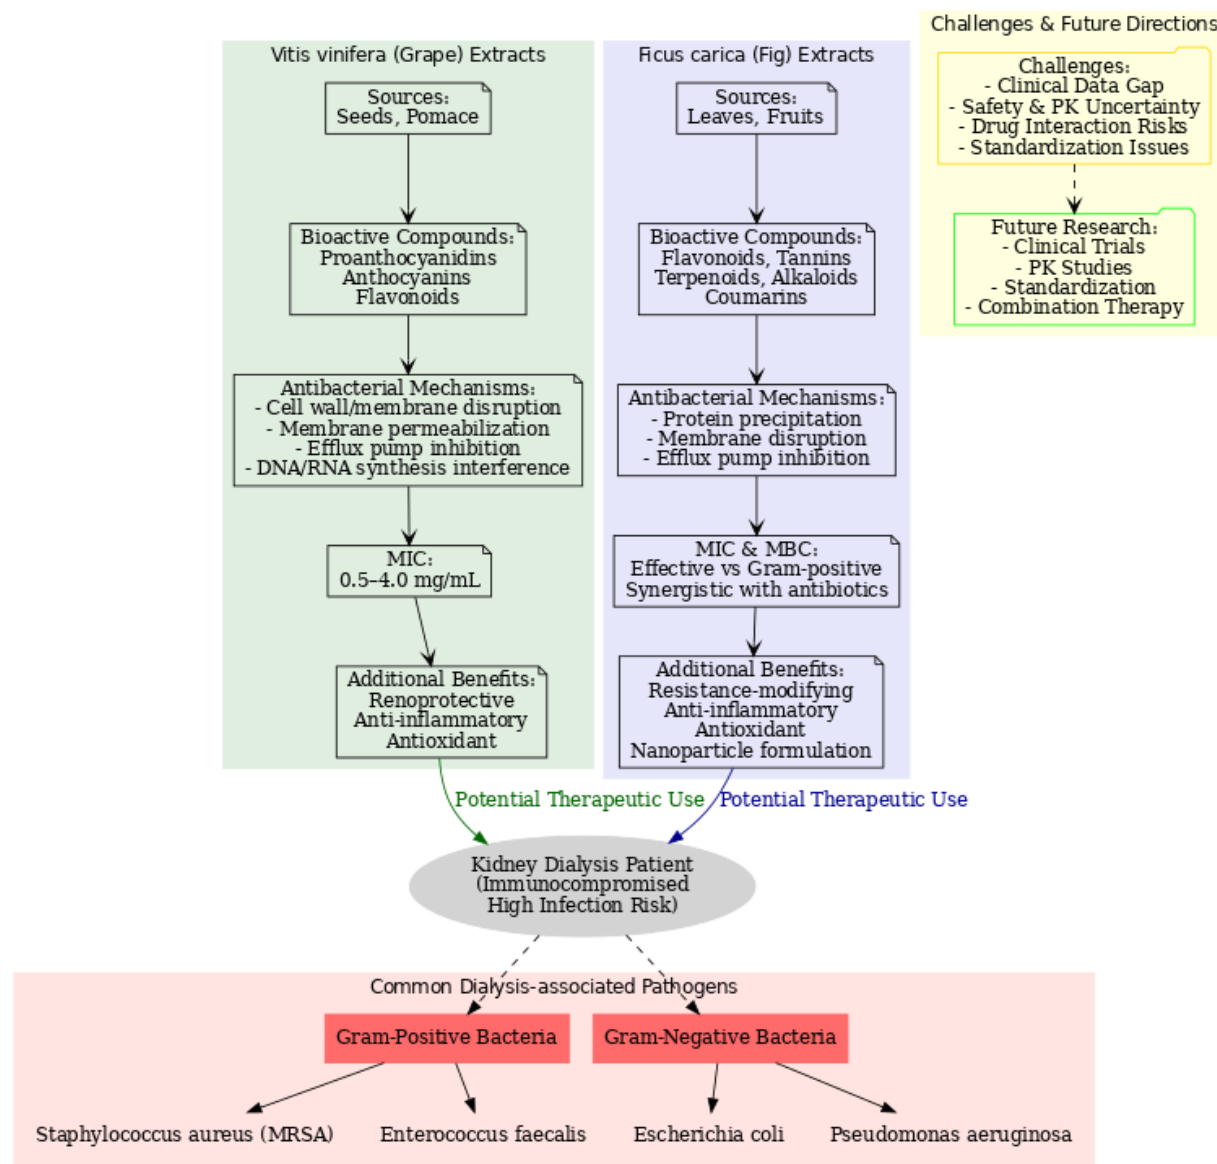 Vitis vinifera (Grape) Extracts
Sources:
Seeds, Pomace
Bioactive Compounds:
Proanthocyanidins
Anthocyanins
Flavonoids
Antibacterial Mechanisms:
- Cell wall/membrane disruption
- Membrane permeabilization
- Efflux pump inhibition
- DNA/RNA synthesis interference
MIC:
0.5–4.0 mg/mL
Additional Benefits:
Renoprotective
Anti-inflammatory
Antioxidant
Potential Therapeutic Use
Ficus carica (Fig) Extracts
Sources:
Leaves, Fruits
Bioactive Compounds:
Flavonoids, Tannins
Terpenoids, Alkaloids
Coumarins
Antibacterial Mechanisms:
- Protein precipitation
- Membrane disruption
- Efflux pump inhibition
MIC & MBC:
Effective vs Gram-positive
Synergistic with antibiotics
Additional Benefits:
Resistance-modifying
Anti-inflammatory
Antioxidant
Nanoparticle formulation
Potential Therapeutic Use
Challenges & Future Directions
Challenges:
- Clinical Data Gap
- Safety & PK Uncertainty
- Drug Interaction Risks
- Standardization Issues
Future Research:
- Clinical Trials
- PK Studies
- Standardization
- Combination Therapy
Kidney Dialysis Patient
(Immunocompromised
High Infection Risk)
Common Dialysis-associated Pathogens
Gram-Positive Bacteria
Gram-Negative Bacteria
Staphylococcus aureus (MRSA)
Enterococcus faecalis
Escherichia coli
Pseudomonas aeruginosa